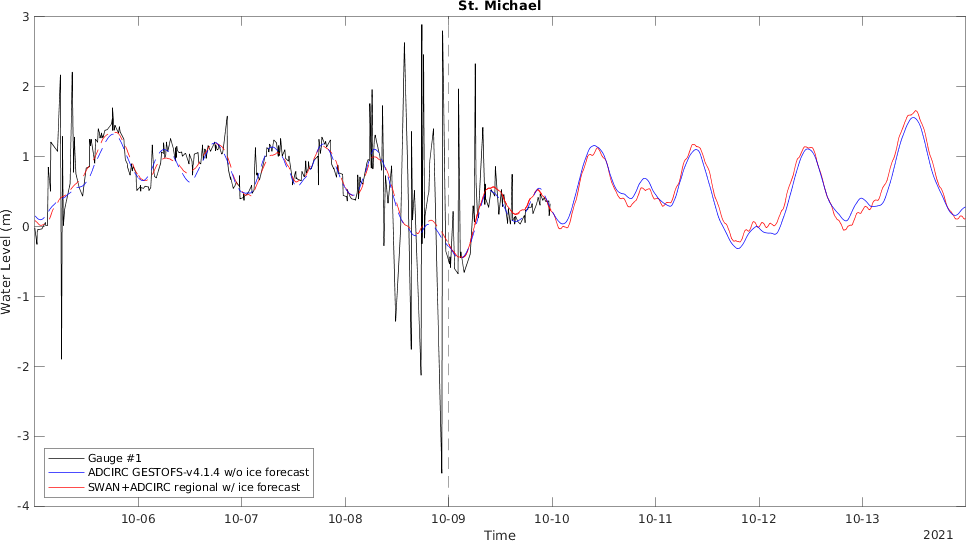 St. Michael
3
2
1
0
-1
-2
-3
-4
Water Level (m)
Gauge #1
ADCIRC GESTOFS-v4.1.4 w/o ice forecast
SWAN+ADCIRC regional w/ ice forecast
10-06 10-07 10-08 10-09 10-10 10-11 10-12 10-13
Time
2021